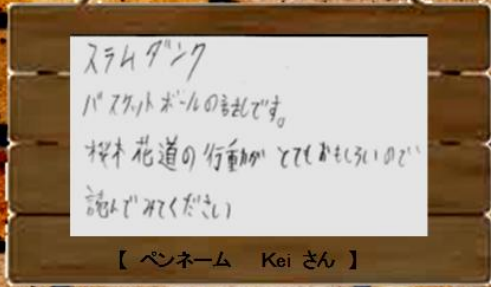 スラムダンク
バスケットボールの話しです。
桜木花道の行動が とてもおもしろいので
読んでみてください
【 ペンネーム　　Kei さん 】